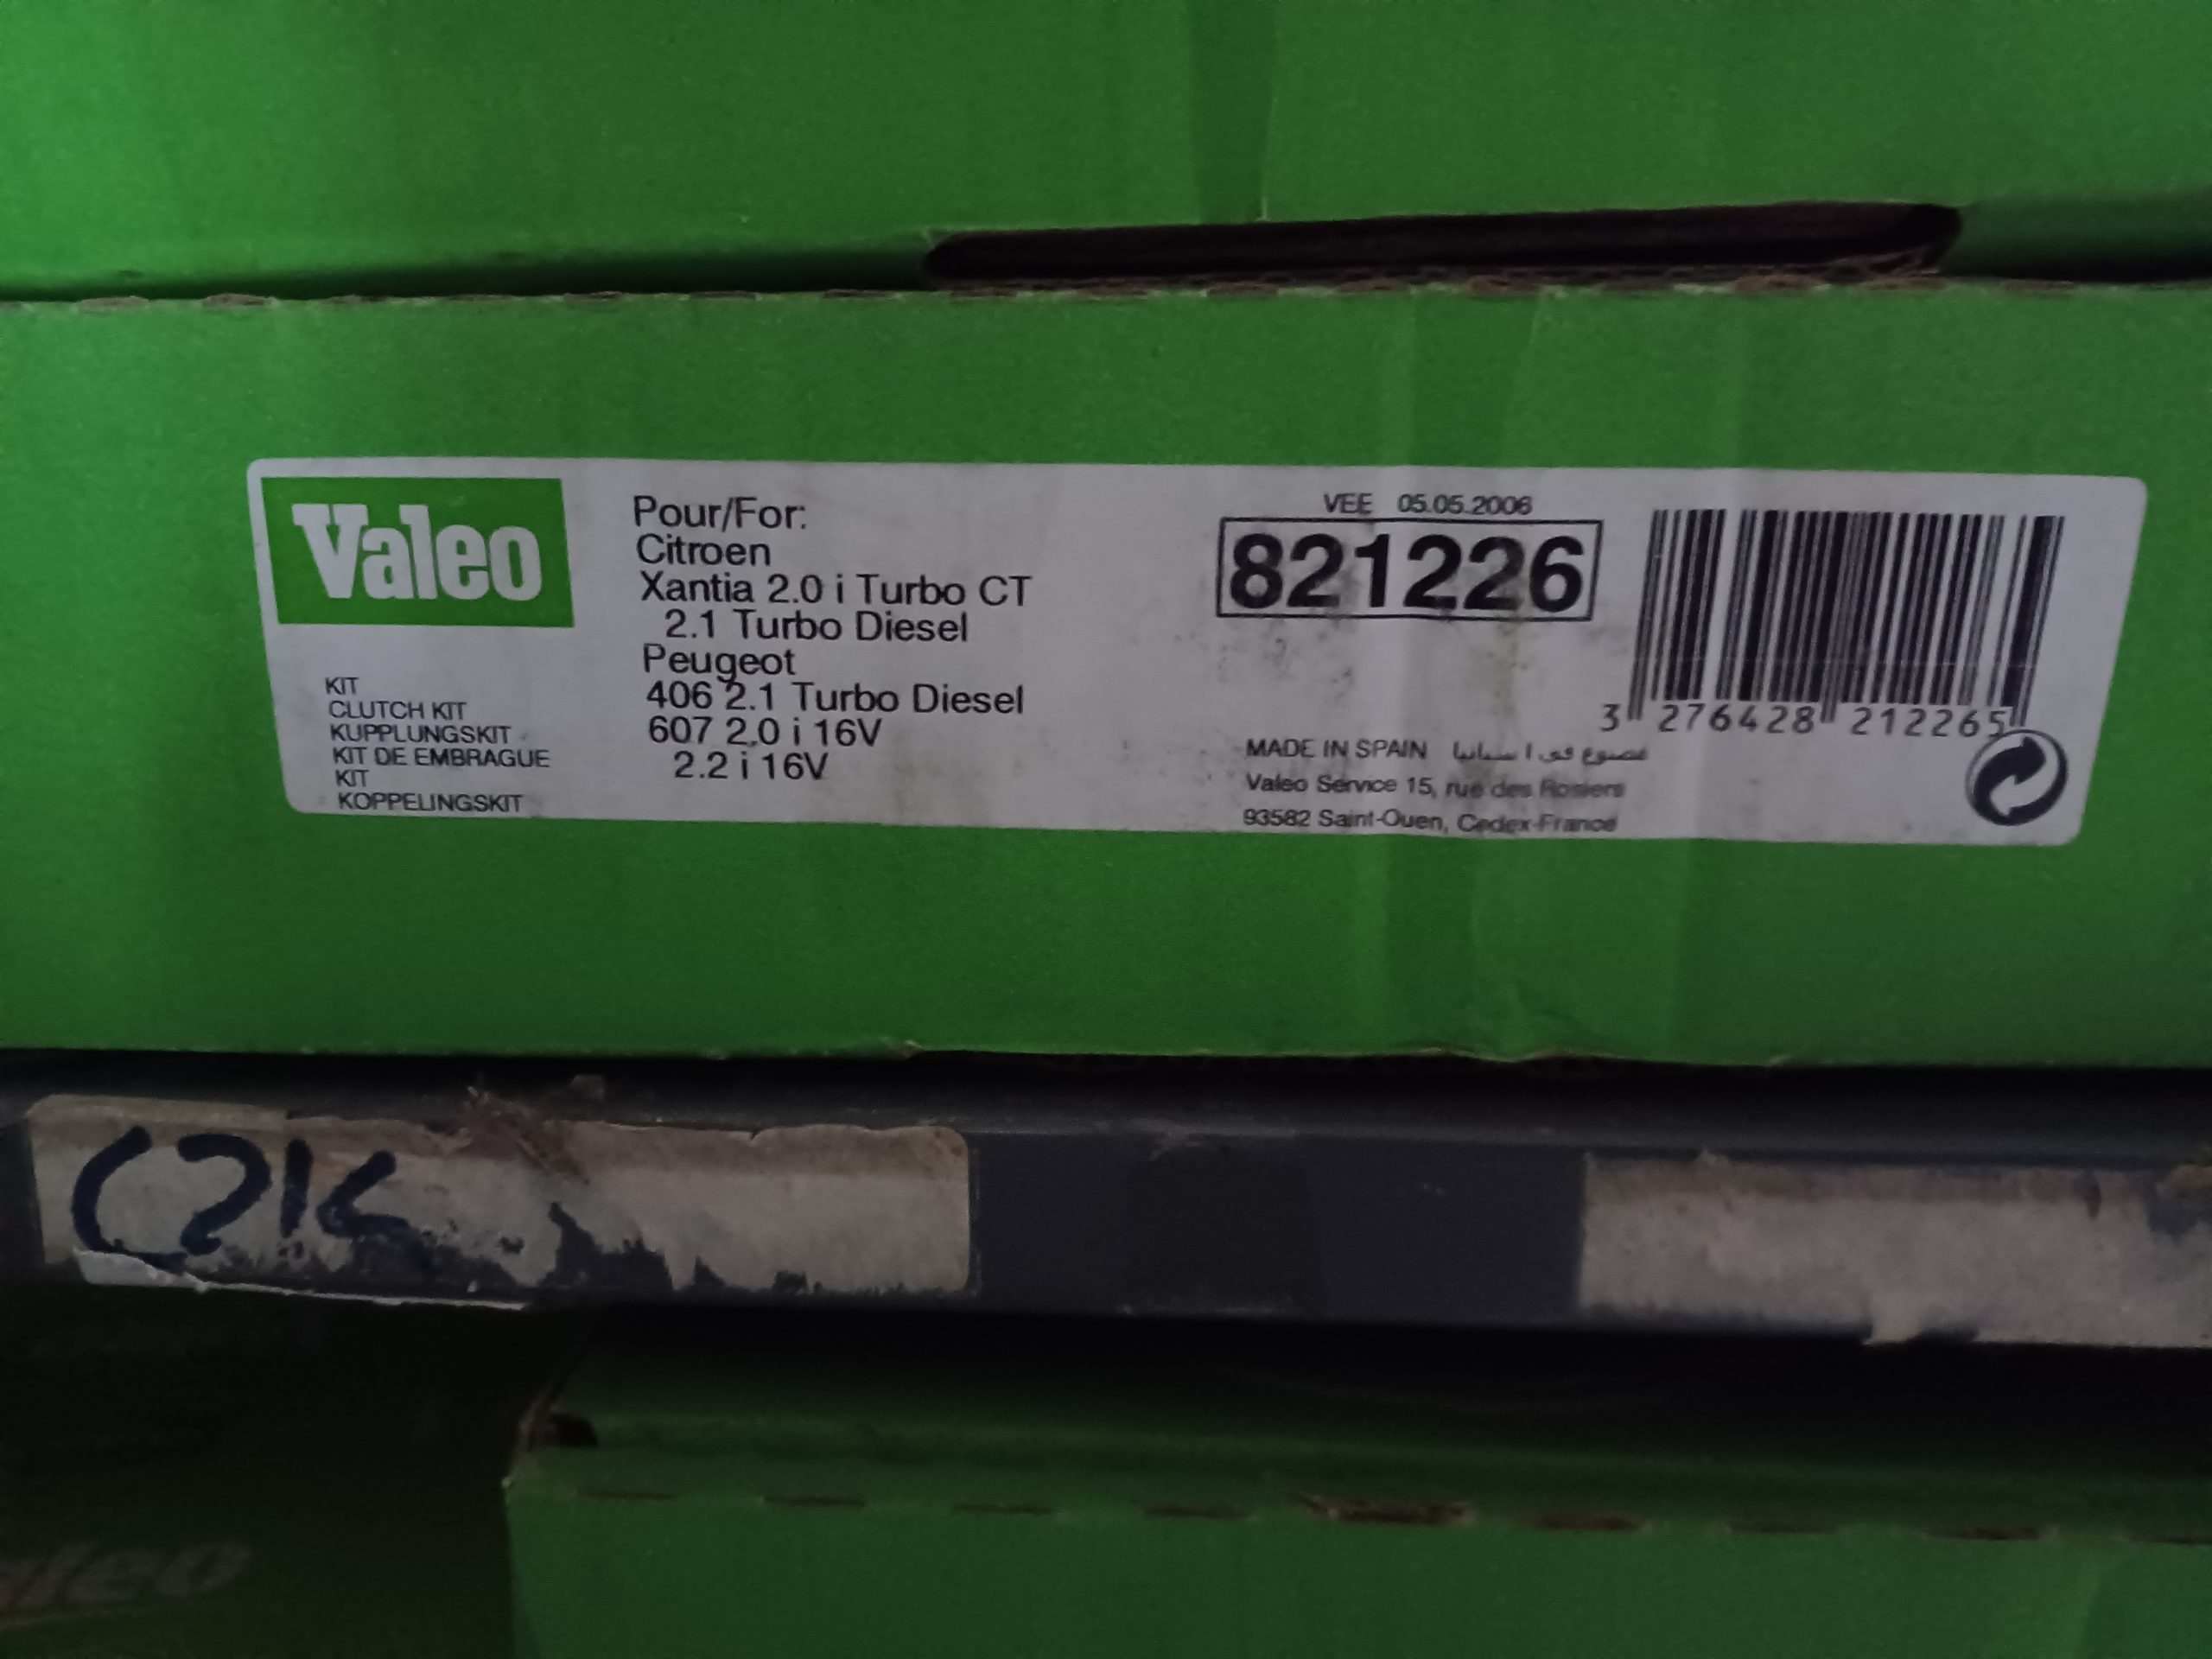 Valeo
KIT
CLUTCH KIT
KUPPLUNGSKIT
KIT DE EMBRAGUE
KIT
KOPPELINGSKIT
Pour/For:
Citroen
Xantia 2.0 i Turbo CT
2.1 Turbo Diesel
Peugeot
406 2.1 Turbo Diesel
607 2.0 i 16V
2.2 i 16V
VEE 05.05.2006
821226
3 276428 212265
MADE IN SPAIN مصنوع في اسبانيا
Valeo Service 15, rue des Rosiers
93582 Saint-Ouen, Cedex-France